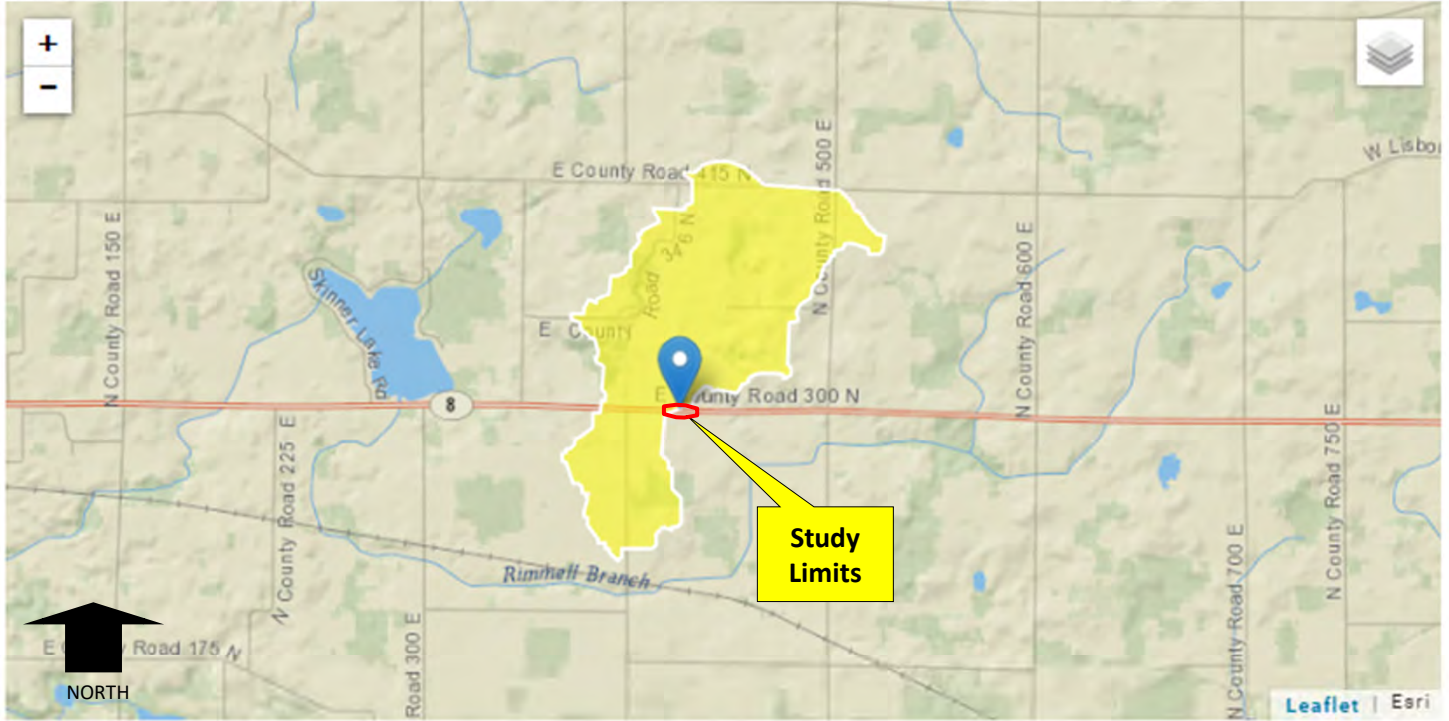 +
−
E County Road 415 N
W Lisbo
N County Road 500 E
N County Road 150 E
N County Road 600 E
Road 346 N
Skinner Lake Rd
E County
E County Road 300 N
8
N County Road 225 E
N County Road 750 E
Study
Limits
Rimmell Branch
N County Road 700 E
Road 300 E
E C y Road 175 N
NORTH
Leaflet | Esri